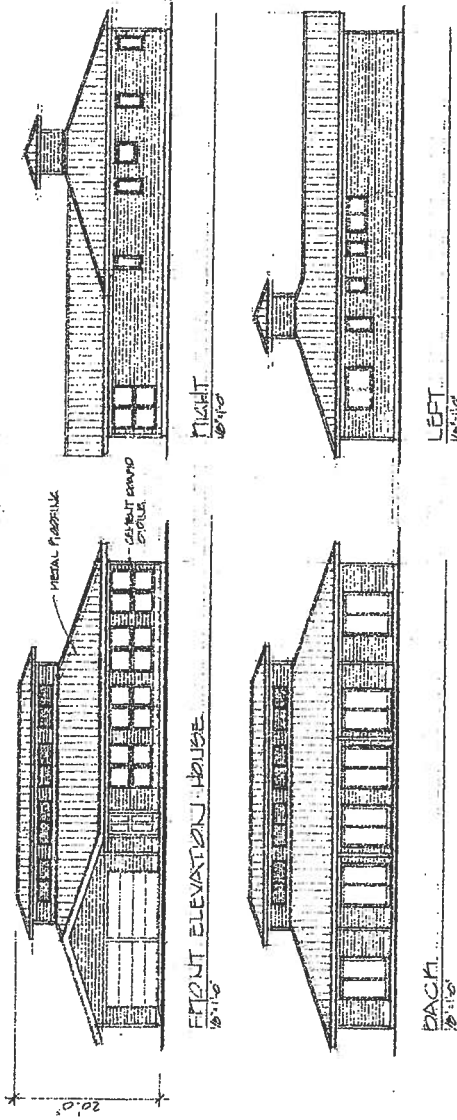 20'.0"
METAL ROOFING
CEMENT BOARD
SIDING
FRONT ELEVATION - HOUSE
RIGHT
BACK
LEFT